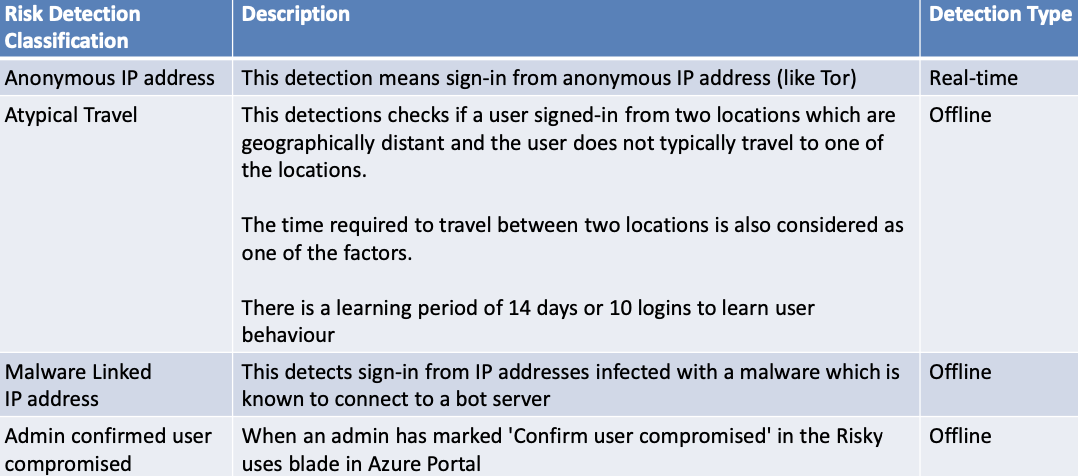 Risk Detection Classification
Description
Detection Type
Anonymous IP address
This detection means sign-in from anonymous IP address (like Tor)
Real-time
Atypical Travel
This detections checks if a user signed-in from two locations which are
geographically distant and the user does not typically travel to one of
the locations.
The time required to travel between two locations is also considered as
one of the factors.
There is a learning period of 14 days or 10 logins to learn user
behaviour
Offline
Malware Linked
IP address
This detects sign-in from IP addresses infected with a malware which is
known to connect to a bot server
Offline
Admin confirmed user
compromised
When an admin has marked 'Confirm user compromised' in the Risky
uses blade in Azure Portal
Offline